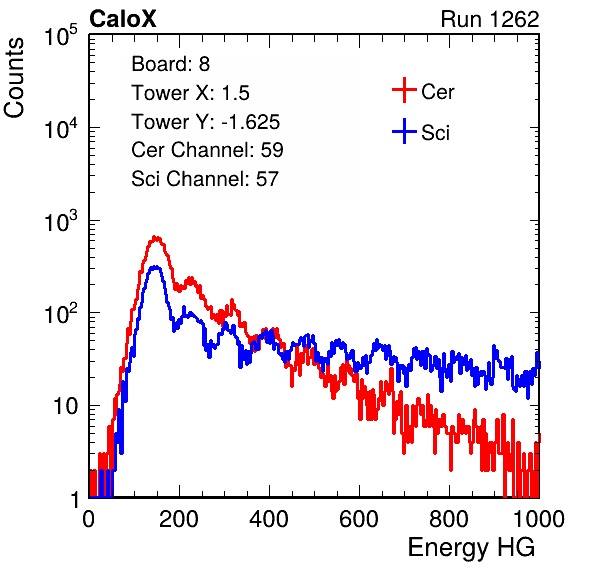 CaloX Run 1262
Counts
10^5
10^4
10^3
10^2
10
1
Board: 8
Tower X: 1.5
Tower Y: -1.625
Cer Channel: 59
Sci Channel: 57
Cer
Sci
0 200 400 600 800 1000
Energy HG